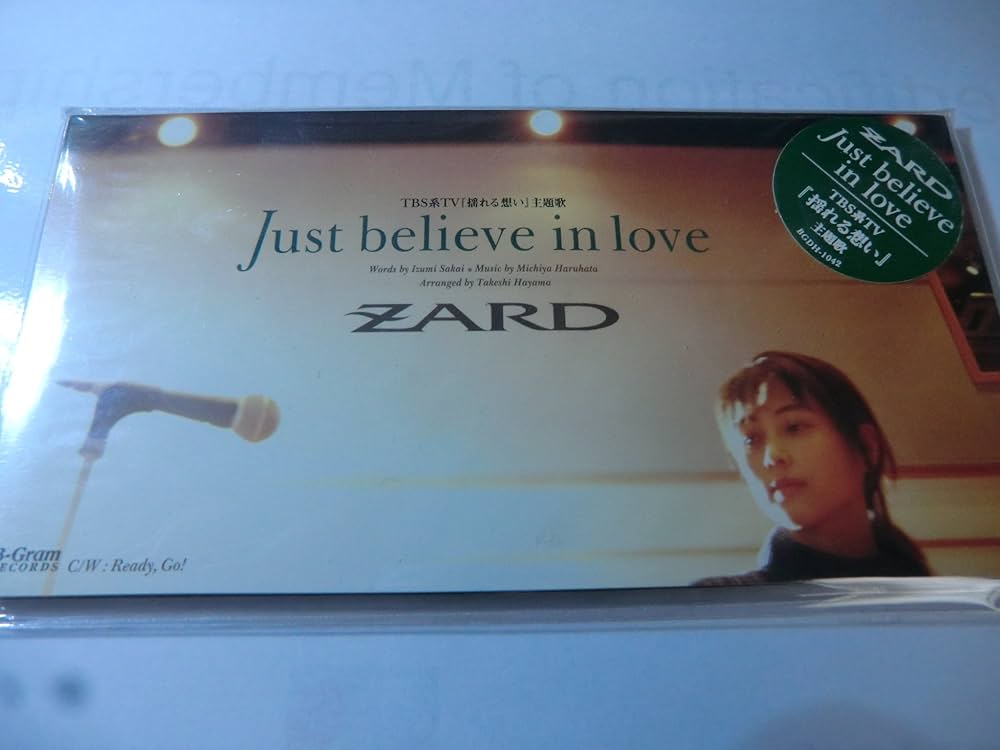 TBS系TV『揺れる想い』主題歌
Just believe in love
Words by Izumi Sakai ● Music by Michiya Haruhata
Arranged by Takeshi Hayama
ZARD
ZARD
Just believe
in love
TBS系TV
『揺れる想い』
主題歌
BGDH-1042
B-Gram
RECORDS
C/W : Ready, Go!